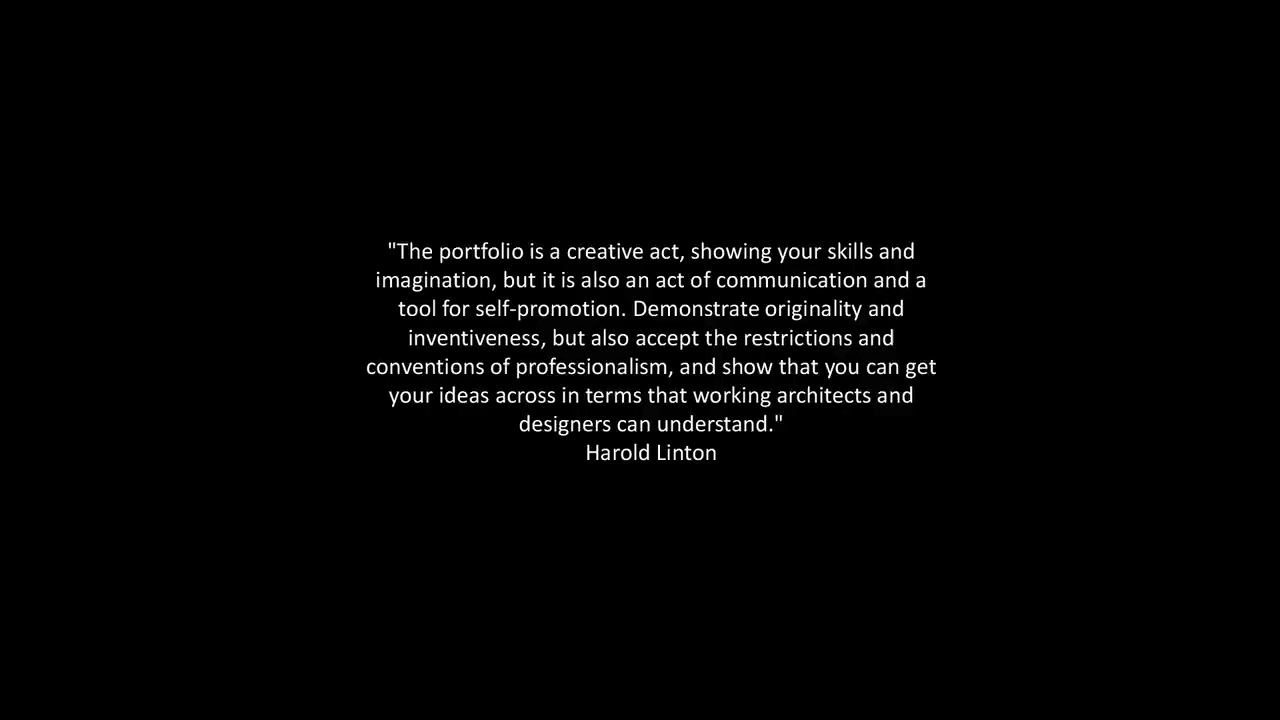 "The portfolio is a creative act, showing your skills and
imagination, but it is also an act of communication and a
tool for self-promotion. Demonstrate originality and
inventiveness, but also accept the restrictions and
conventions of professionalism, and show that you can get
your ideas across in terms that working architects and
designers can understand."
Harold Linton